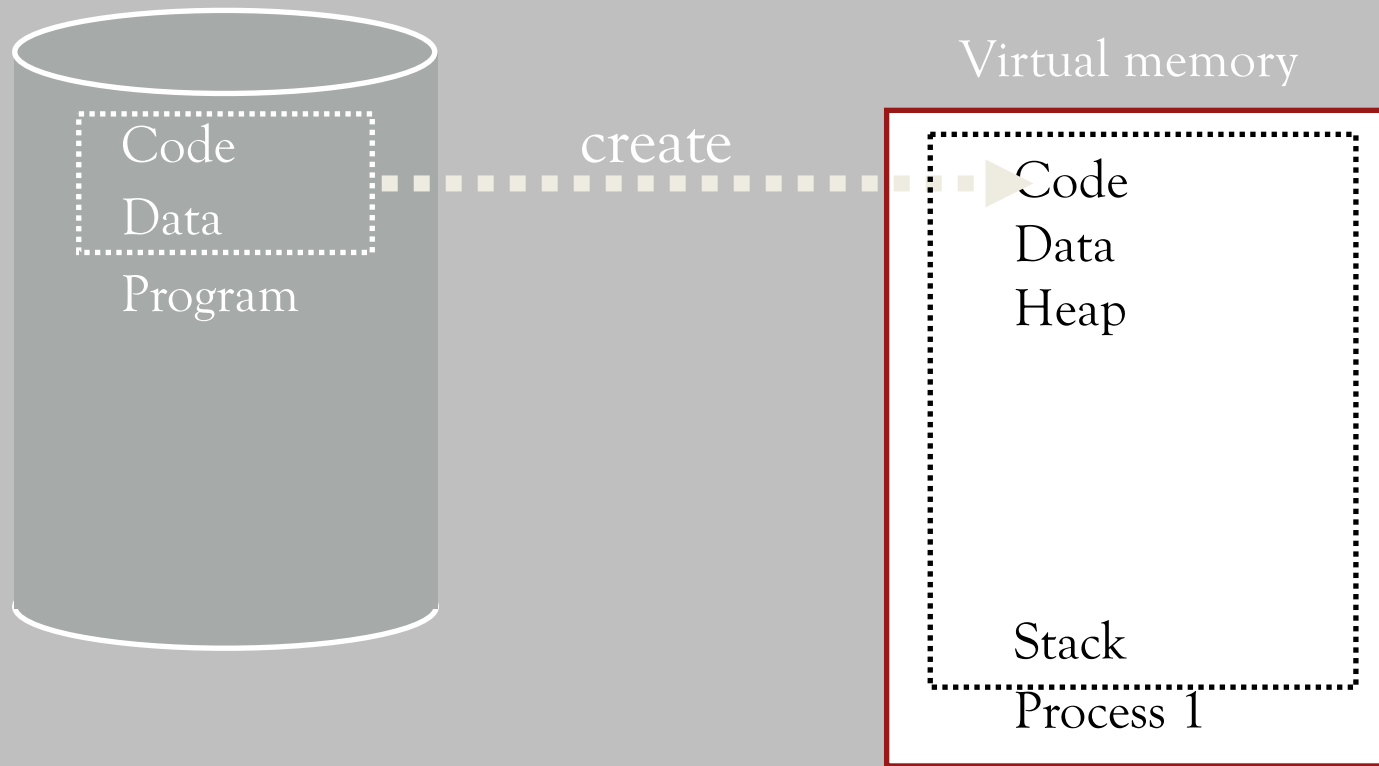 Code
Data
Program
create
Virtual memory
Code
Data
Heap
Stack
Process 1